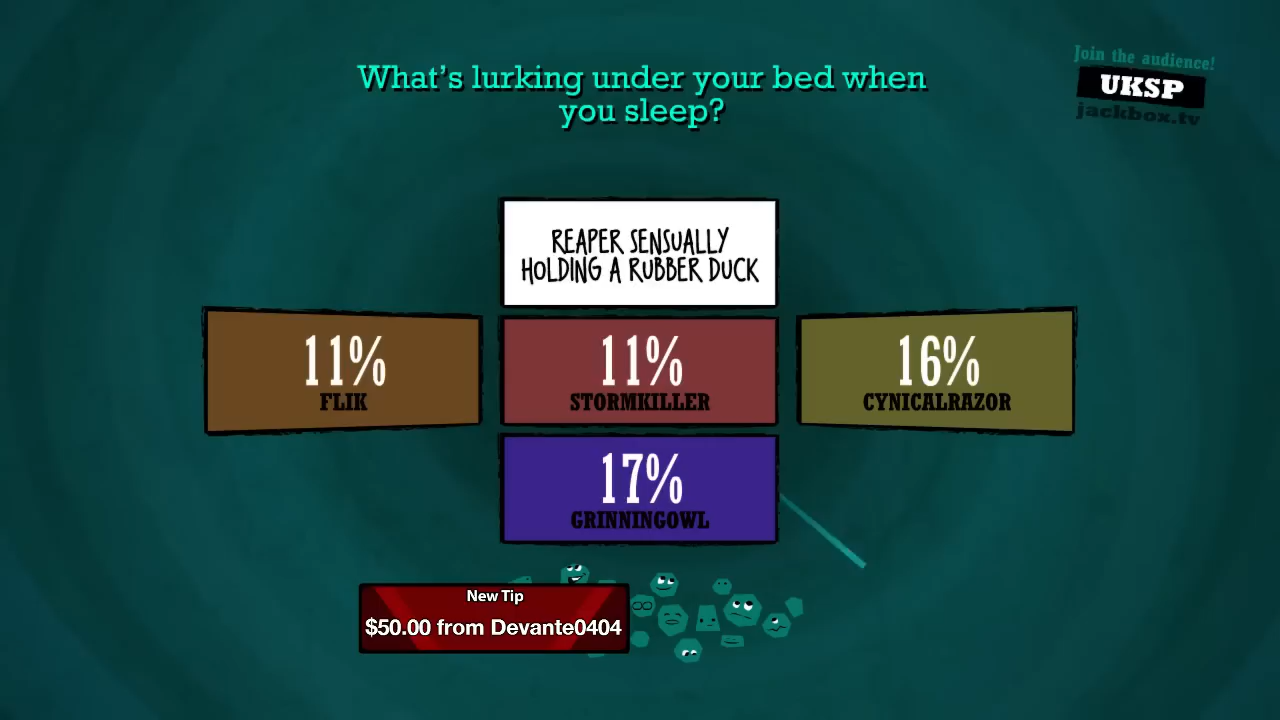 What's lurking under your bed when
you sleep?
Join the audience!
UKSP
jackbox.tv
REAPER SENSUALLY
HOLDING A RUBBER DUCK
11%
FLIK
11%
STORMKILLER
16%
CYNICALRAZOR
17%
GRINNINGOWL
New Tip
$50.00 from Devante0404